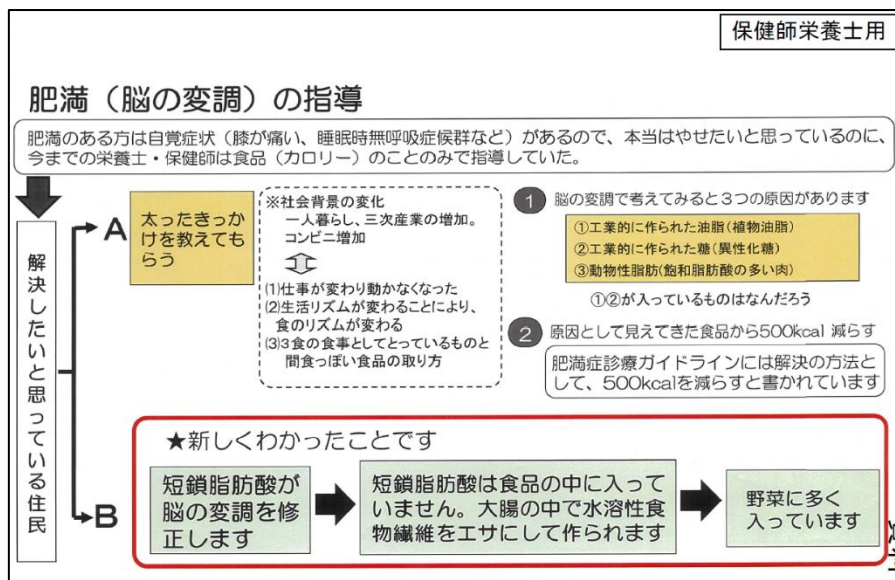 保健師栄養士用
肥満（脳の変調）の指導
肥満のある方は自覚症状（膝が痛い、睡眠時無呼吸症候群など）があるので、本当はやせたいと思っているのに、
今までの栄養士・保健師は食品（カロリー）のことのみで指導していた。
解決したいと思っている住民
A
太ったきっか
けを教えても
らう
※社会背景の変化
一人暮らし、三次産業の増加。
コンビニ増加
(1)仕事が変わり動かなくなった
(2)生活リズムが変わることにより、
食のリズムが変わる
(3)3食の食事としてとっているものと
間食っぽい食品の取り方
1 脳の変調で考えてみると３つの原因があります
①工業的に作られた油脂(植物油脂)
②工業的に作られた糖(異性化糖)
③動物性脂肪(飽和脂肪酸の多い肉)
①②が入っているものはなんだろう
2 原因として見えてきた食品から500kcal 減らす
肥満症診療ガイドラインには解決の方法と
して、500kcalを減らすと書かれています
B
★新しくわかったことです
短鎖脂肪酸が
脳の変調を修
正します
短鎖脂肪酸は食品の中に入って
いません。大腸の中で水溶性食
物繊維をエサにして作られます
野菜に多く
入っています